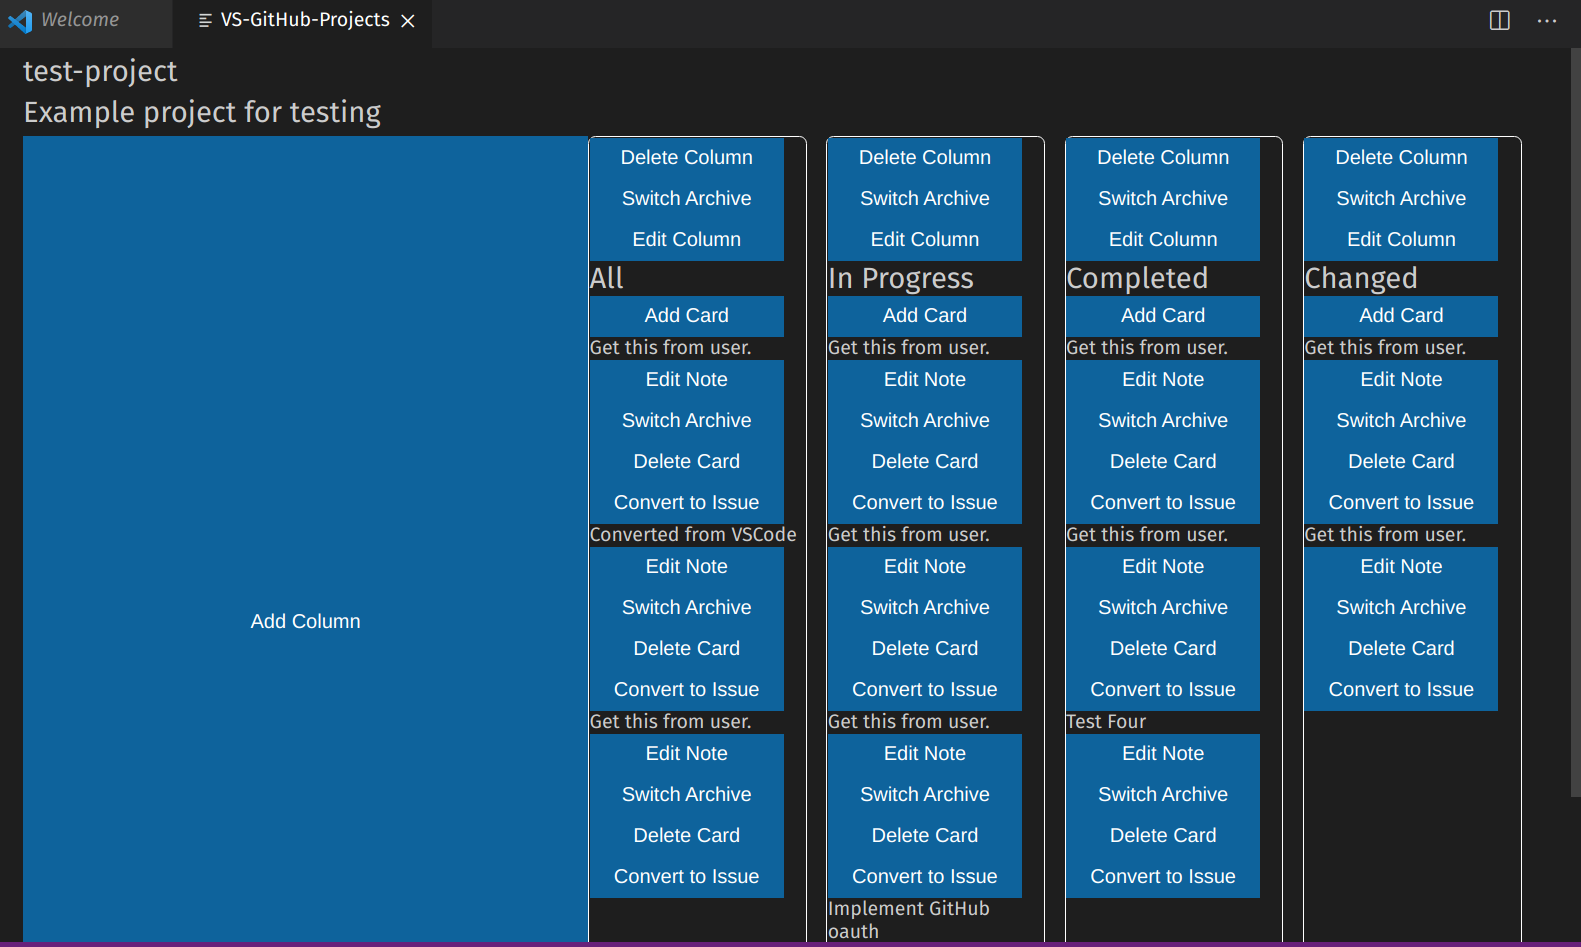 Welcome
VS-GitHub-Projects
test-project
Example project for testing
Add Column
Delete Column
Switch Archive
Edit Column
All
Add Card
Get this from user.
Edit Note
Switch Archive
Delete Card
Convert to Issue
Converted from VSCode
Edit Note
Switch Archive
Delete Card
Convert to Issue
Get this from user.
Edit Note
Switch Archive
Delete Card
Convert to Issue
Delete Column
Switch Archive
Edit Column
In Progress
Add Card
Get this from user.
Edit Note
Switch Archive
Delete Card
Convert to Issue
Get this from user.
Edit Note
Switch Archive
Delete Card
Convert to Issue
Get this from user.
Edit Note
Switch Archive
Delete Card
Convert to Issue
Implement GitHub
oauth
Delete Column
Switch Archive
Edit Column
Completed
Add Card
Get this from user.
Edit Note
Switch Archive
Delete Card
Convert to Issue
Get this from user.
Edit Note
Switch Archive
Delete Card
Convert to Issue
Test Four
Edit Note
Switch Archive
Delete Card
Convert to Issue
Delete Column
Switch Archive
Edit Column
Changed
Add Card
Get this from user.
Edit Note
Switch Archive
Delete Card
Convert to Issue
Get this from user.
Edit Note
Switch Archive
Delete Card
Convert to Issue